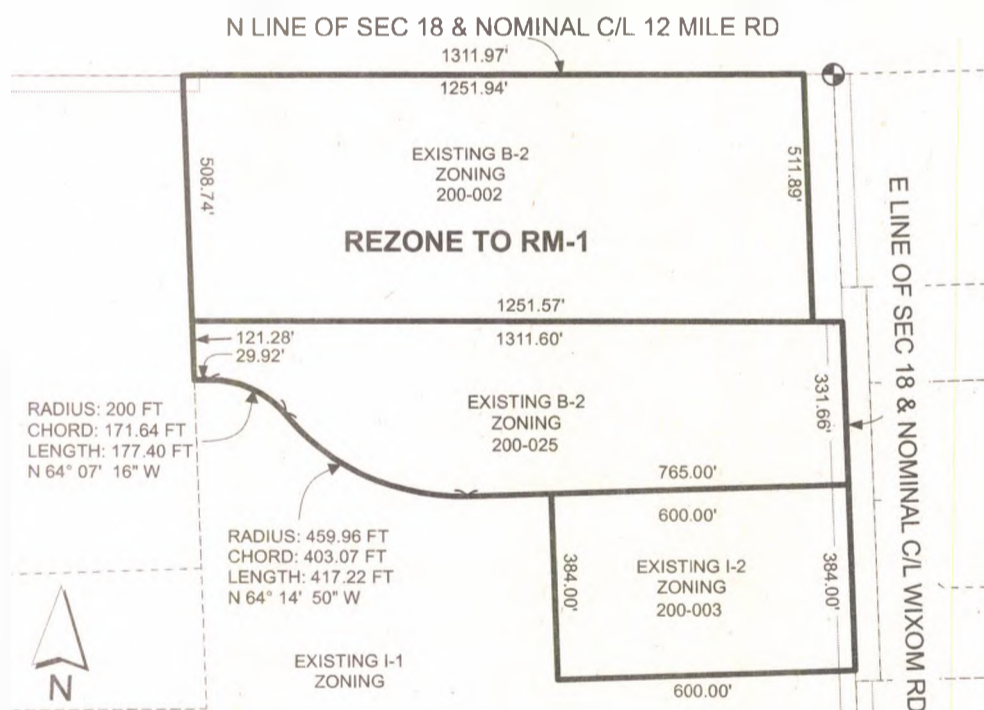 N LINE OF SEC 18 & NOMINAL C/L 12 MILE RD
1311.97'
1251.94'
EXISTING B-2
ZONING
200-002
508.74'
511.89'
REZONE TO RM-1
1251.57'
1311.60'
121.28'
29.92'
331.66'
E LINE OF SEC 18 & NOMINAL C/L WIXOM RD
EXISTING B-2
ZONING
200-025
RADIUS: 200 FT
CHORD: 171.64 FT
LENGTH: 177.40 FT
N 64° 07' 16" W
765.00'
600.00'
RADIUS: 459.96 FT
CHORD: 403.07 FT
LENGTH: 417.22 FT
N 64° 14' 50" W
384.00'
EXISTING I-2
ZONING
200-003
384.00'
EXISTING I-1
ZONING
600.00'
N